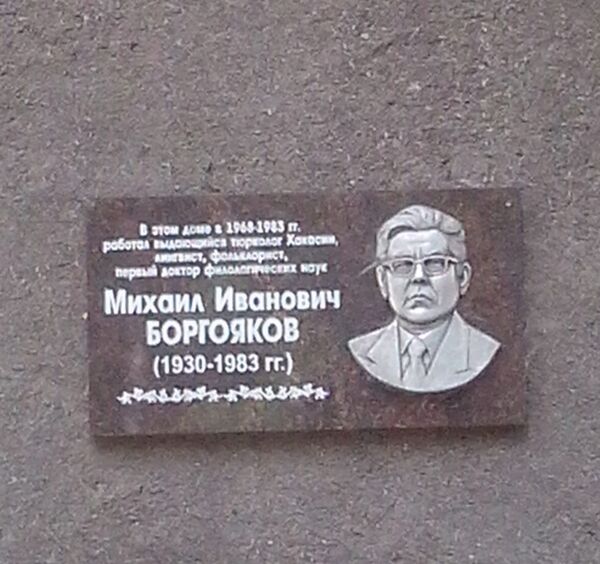 В этом доме в 1968-1983 гг.
работал выдающийся тюрколог Хакасии,
лингвист, фольклорист,
первый доктор филологических наук
Михаил Иванович
БОРГОЯКОВ
(1930-1983 гг.)